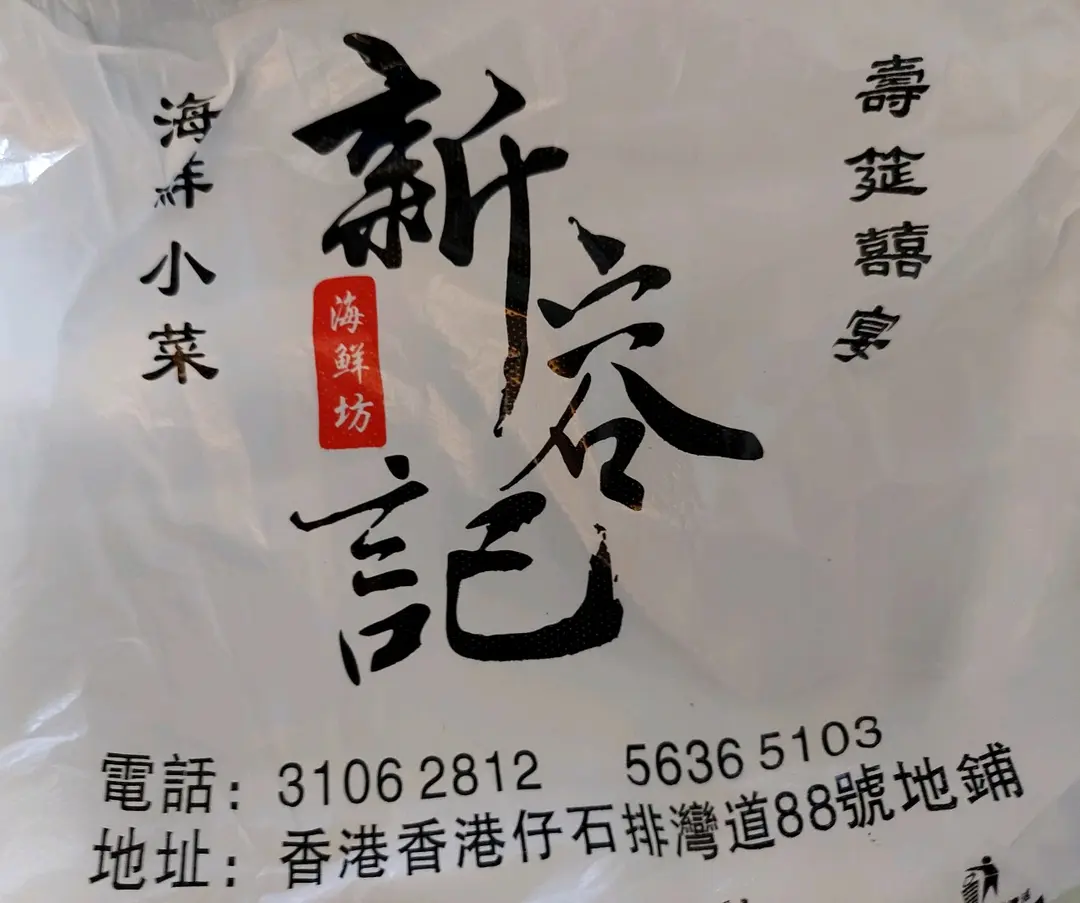 海鮮小菜
新容記
海鮮坊
壽筵囍宴
電話: 3106 2812 5636 5103
地址: 香港香港仔石排灣道88號地鋪